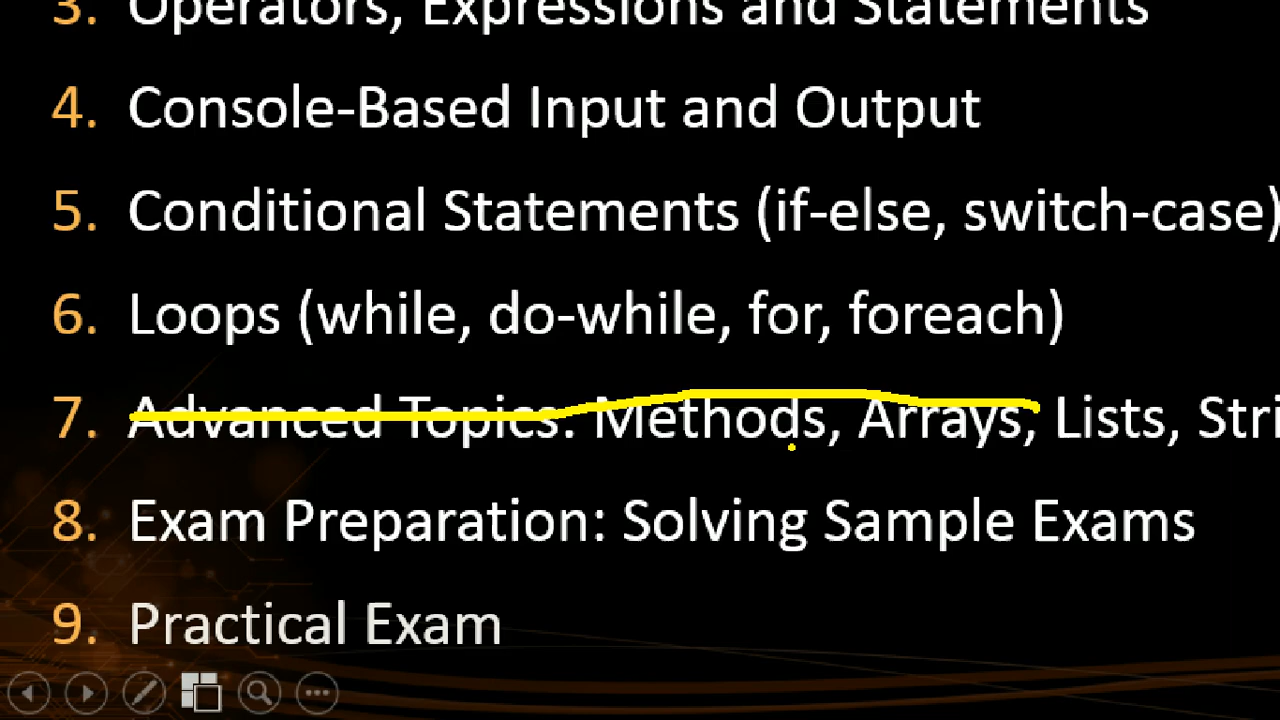 3. Operators, Expressions and Statements
4. Console-Based Input and Output
5. Conditional Statements (if-else, switch-case)
6. Loops (while, do-while, for, foreach)
7. Advanced Topics: Methods, Arrays, Lists, Stri
8. Exam Preparation: Solving Sample Exams
9. Practical Exam